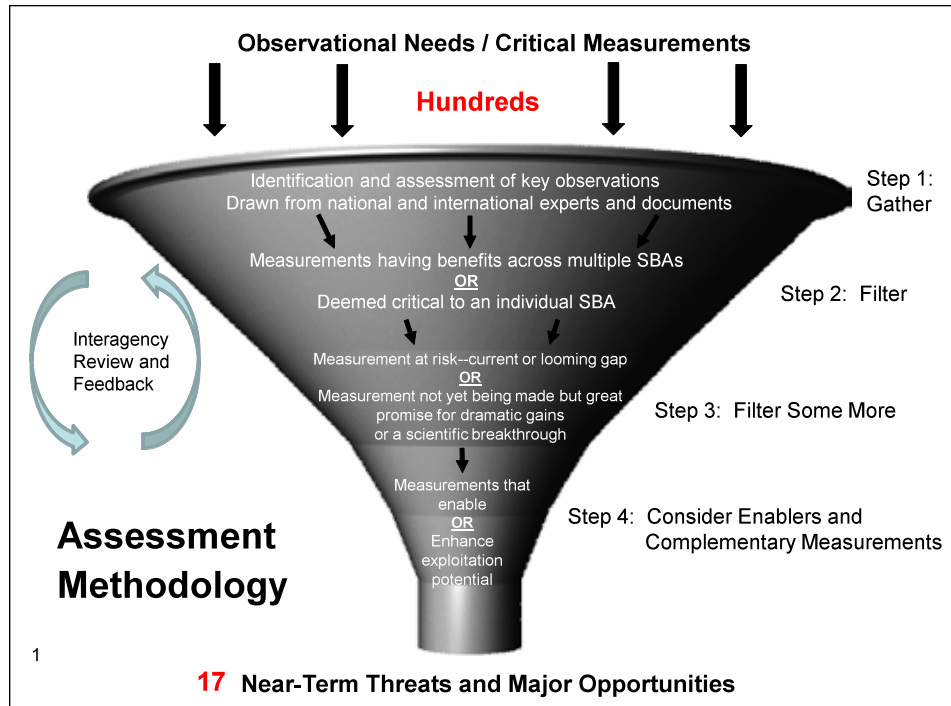 Observational Needs / Critical Measurements
Hundreds
Identification and assessment of key observations
Drawn from national and international experts and documents
Step 1:
Gather
Measurements having benefits across multiple SBAs
OR
Deemed critical to an individual SBA
Step 2: Filter
Interagency
Review and
Feedback
Measurement at risk--current or looming gap
OR
Measurement not yet being made but great
promise for dramatic gains
or a scientific breakthrough
Step 3: Filter Some More
Measurements that
enable
OR
Enhance
exploitation
potential
Step 4: Consider Enablers and
Complementary Measurements
Assessment
Methodology
1
17 Near-Term Threats and Major Opportunities